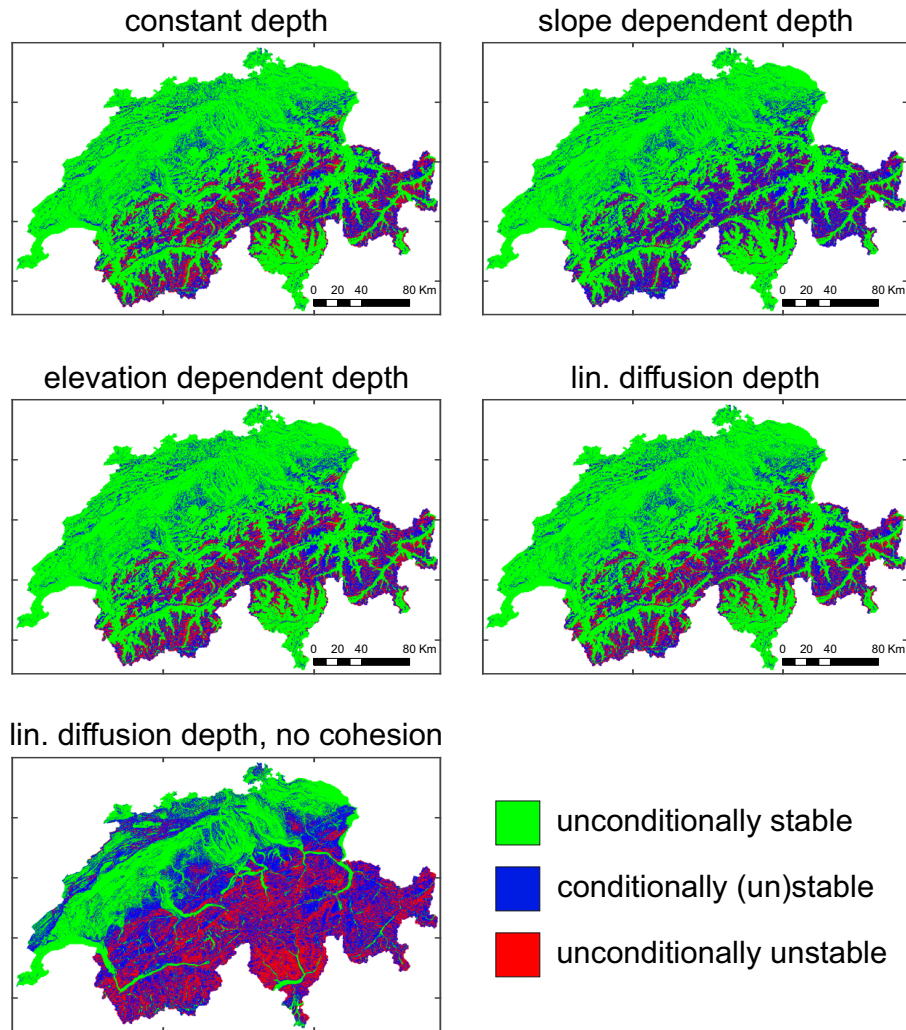 constant depth
slope dependent depth
0 20 40 80 Km
0 20 40 80 Km
elevation dependent depth
lin. diffusion depth
0 20 40 80 Km
0 20 40 80 Km
lin. diffusion depth, no cohesion
unconditionally stable
conditionally (un)stable
unconditionally unstable